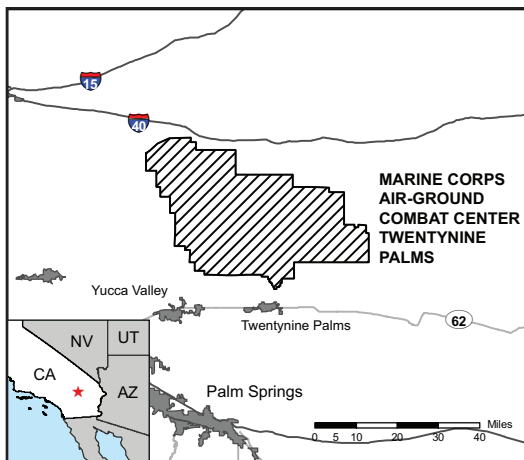 15
40
MARINE CORPS
AIR-GROUND
COMBAT CENTER
TWENTYNINE
PALMS
Yucca Valley
Twentynine Palms
62
NV
UT
CA
AZ
Palm Springs
Miles
0 5 10 20 30 40